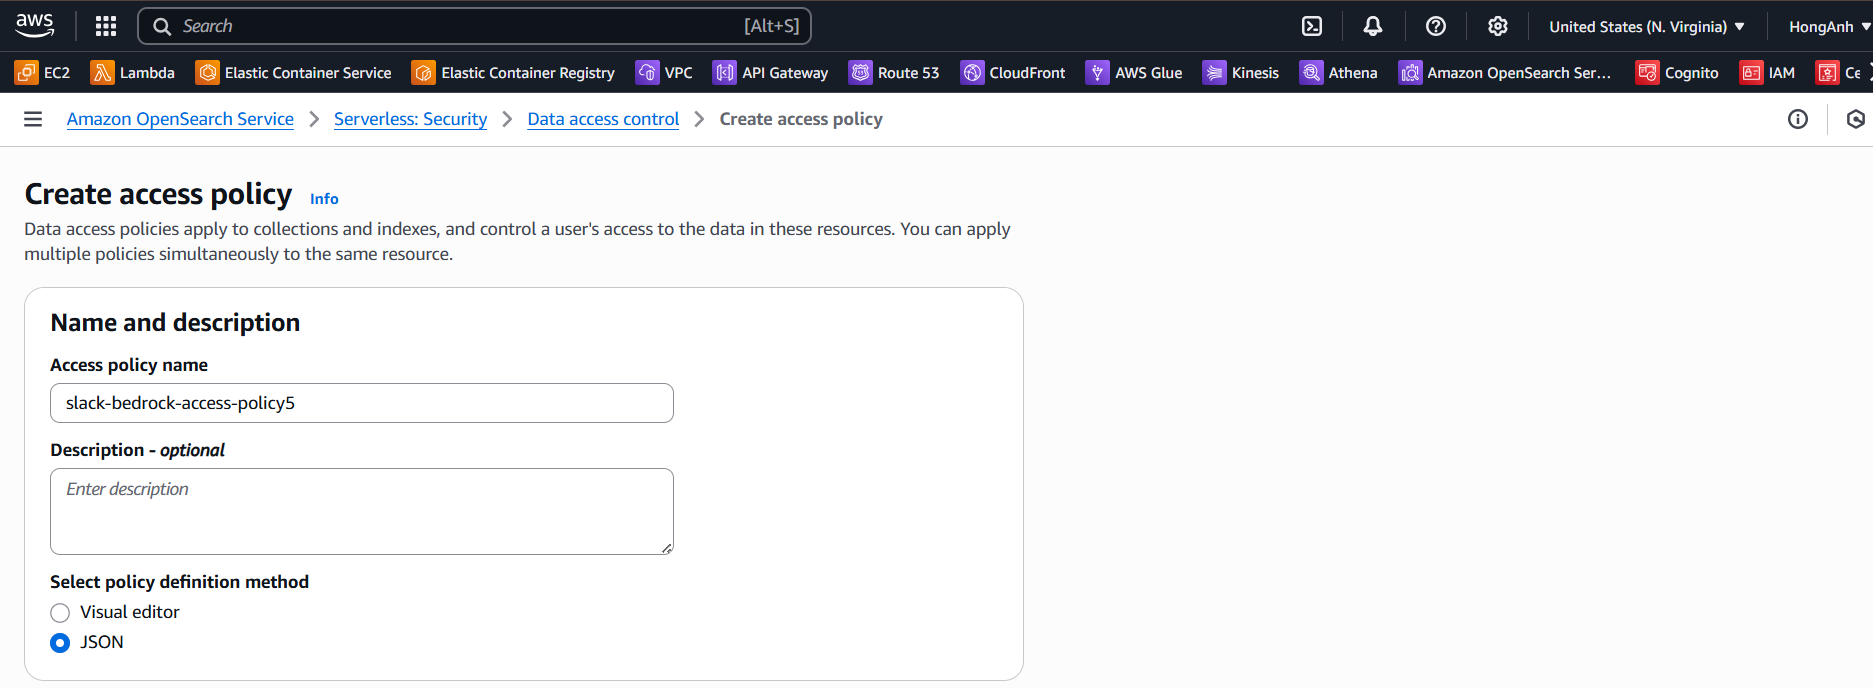 aws Search [Alt+S] United States (N. Virginia) HongAnh
EC2 Lambda Elastic Container Service Elastic Container Registry VPC API Gateway Route 53 CloudFront AWS Glue Kinesis Athena Amazon OpenSearch Ser... Cognito IAM Ce
Amazon OpenSearch Service Serverless: Security Data access control Create access policy
Create access policy Info
Data access policies apply to collections and indexes, and control a user's access to the data in these resources. You can apply
multiple policies simultaneously to the same resource.
Name and description
Access policy name
slack-bedrock-access-policy5
Description - optional
Enter description
Select policy definition method
Visual editor
JSON